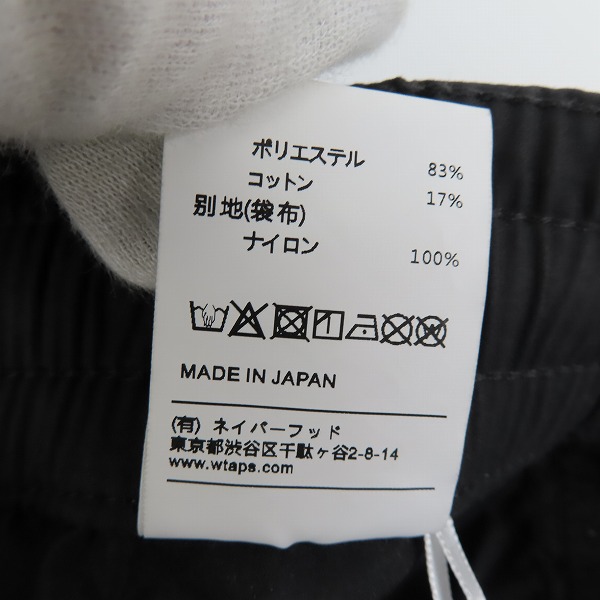 ポリエステル 83%
コットン 17%
別地(袋布)
ナイロン 100%
MADE IN JAPAN
(有) ネイバーフッド
東京都渋谷区千駄ヶ谷2-8-14
www.wtaps.com